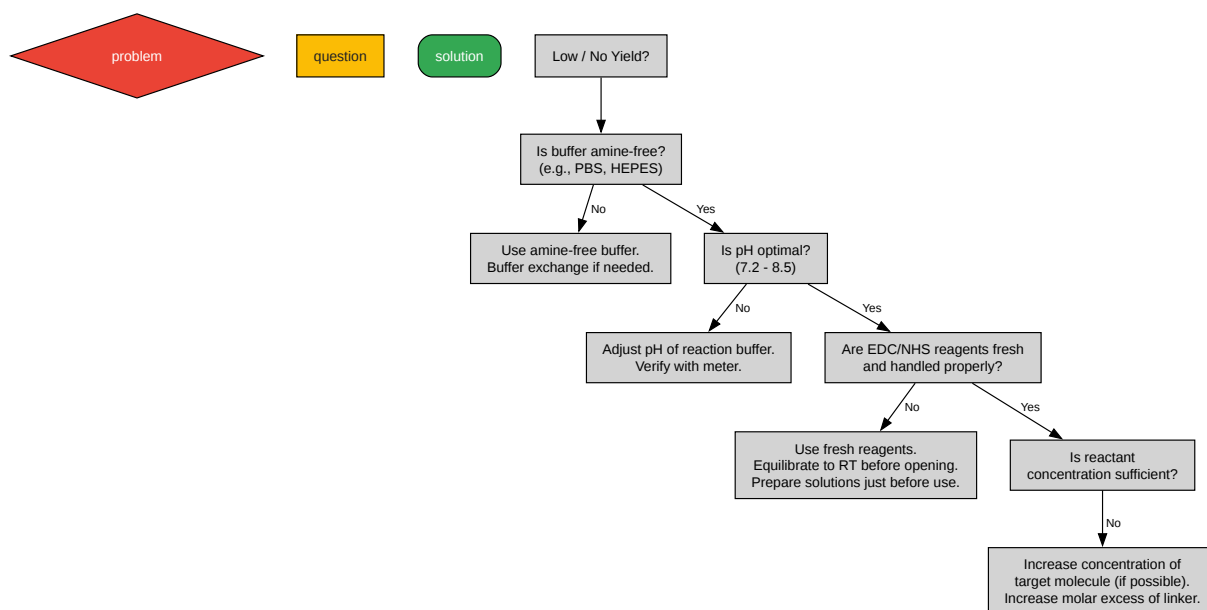 problem
question
solution
Low / No Yield?
Is buffer amine-free?
(e.g., PBS, HEPES)
No
Yes
Use amine-free buffer.
Buffer exchange if needed.
Is pH optimal?
(7.2 - 8.5)
No
Yes
Adjust pH of reaction buffer.
Verify with meter.
Are EDC/NHS reagents fresh
and handled properly?
No
Yes
Use fresh reagents.
Equilibrate to RT before opening.
Prepare solutions just before use.
Is reactant
concentration sufficient?
No
Increase concentration of
target molecule (if possible).
Increase molar excess of linker.